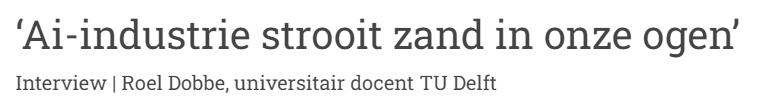 ‘Ai-industrie strooit zand in onze ogen’
Interview | Roel Dobbe, universitair docent TU Delft